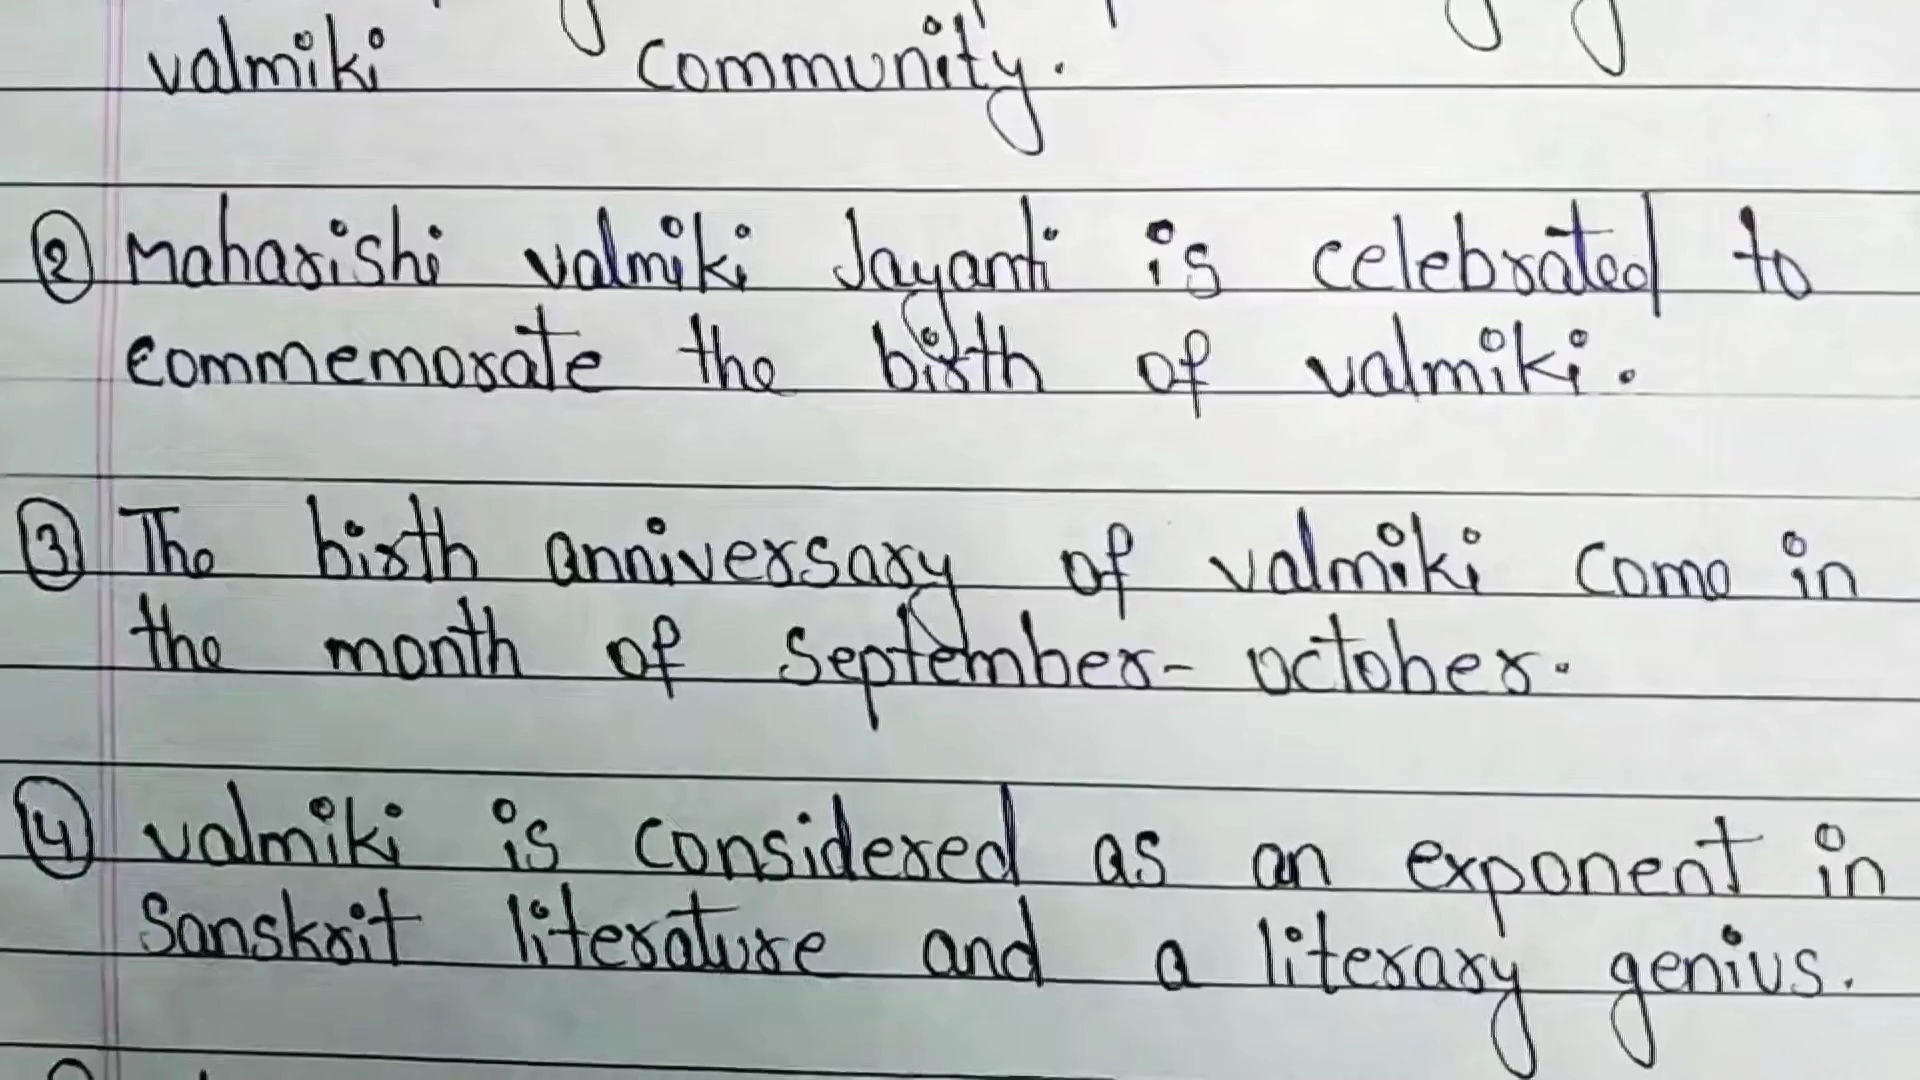 valmiki community.
② Maharishi valmiki Jayanti is celebrated to
commemorate the birth of valmiki.
③ The birth anniversary of valmiki come in
the month of September- october.
④ valmiki is considered as an exponent in
Sanskrit literature and a literary genius.